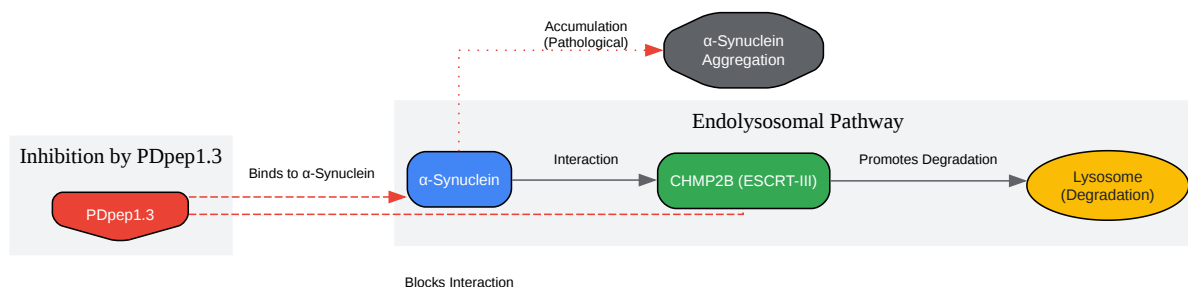 Accumulation
(Pathological)
α-Synuclein
Aggregation
Endolysosomal Pathway
Inhibition by PDpep1.3
Binds to α-Synuclein
α-Synuclein
Interaction
CHMP2B (ESCRT-III)
Promotes Degradation
Lysosome
(Degradation)
PDpep1.3
Blocks Interaction